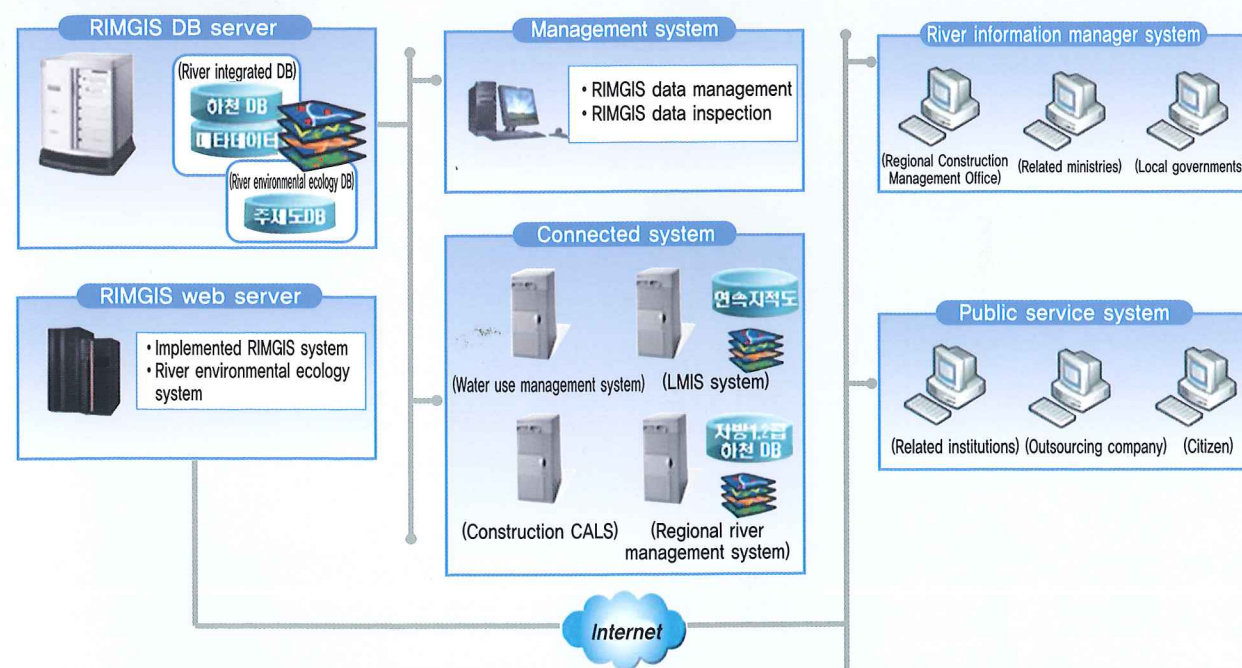 RIMGIS DB server
(River integrated DB)
하천 DB
메타데이터
(River environmental ecology DB)
주제도DB
RIMGIS web server
• Implemented RIMGIS system
• River environmental ecology
system
Management system
• RIMGIS data management
• RIMGIS data inspection
Connected system
연속지적도
(Water use management system)
(LMIS system)
지방1,2급
하천 DB
(Construction CALS)
(Regional river
management system)
Internet
River information manager system
(Regional Construction
Management Office)
(Related ministries)
(Local governments
Public service system
(Related institutions)
(Outsourcing company)
(Citizen)